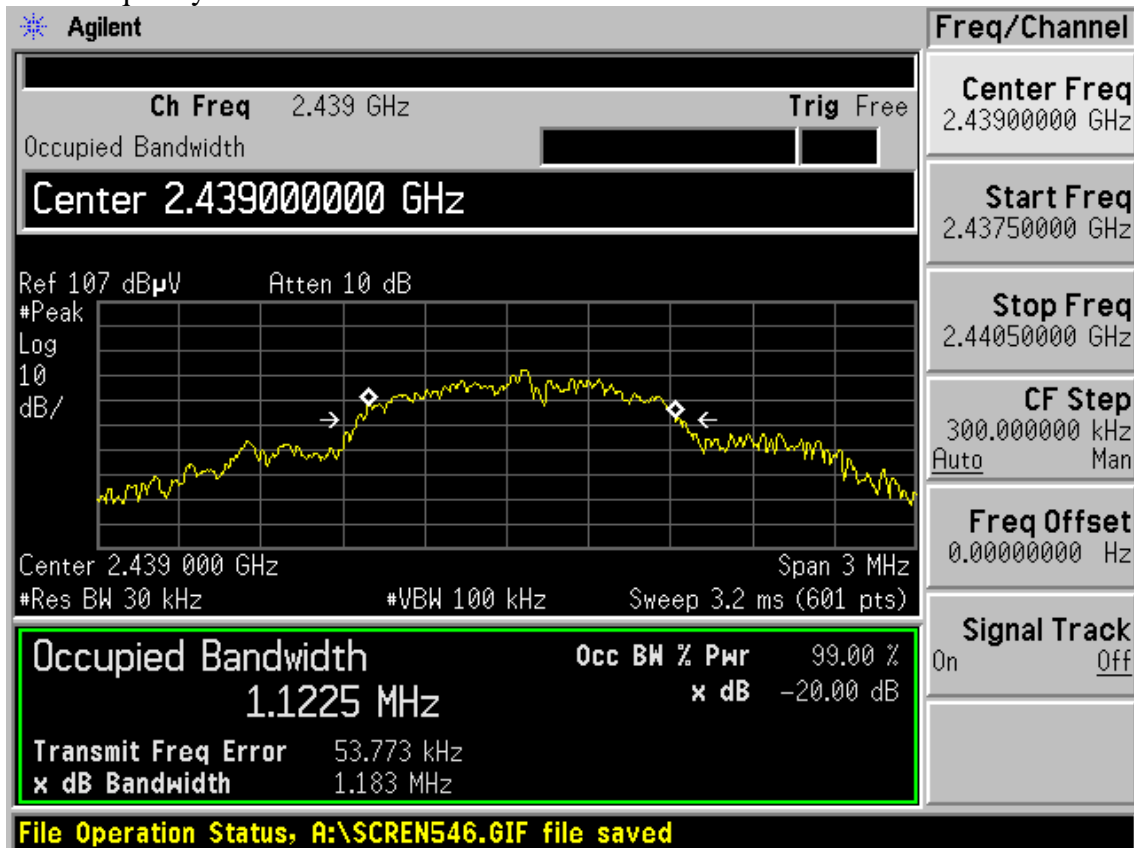 Agilent
Freq/Channel
Ch Freq 2.439 GHz Trig Free
Occupied Bandwidth
Center 2.439000000 GHz
Center Freq
2.43900000 GHz
Start Freq
2.43750000 GHz
Stop Freq
2.44050000 GHz
CF Step
300.000000 kHz
Auto Man
Freq Offset
0.00000000 Hz
Signal Track
On Off
Ref 107 dBµV Atten 10 dB
#Peak
Log
10
dB/
Center 2.439 000 GHz Span 3 MHz
#Res BW 30 kHz #VBW 100 kHz Sweep 3.2 ms (601 pts)
Occupied Bandwidth Occ BW % Pwr 99.00 %
1.1225 MHz x dB -20.00 dB
Transmit Freq Error 53.773 kHz
x dB Bandwidth 1.183 MHz
File Operation Status, A:\SCREN546.GIF file saved